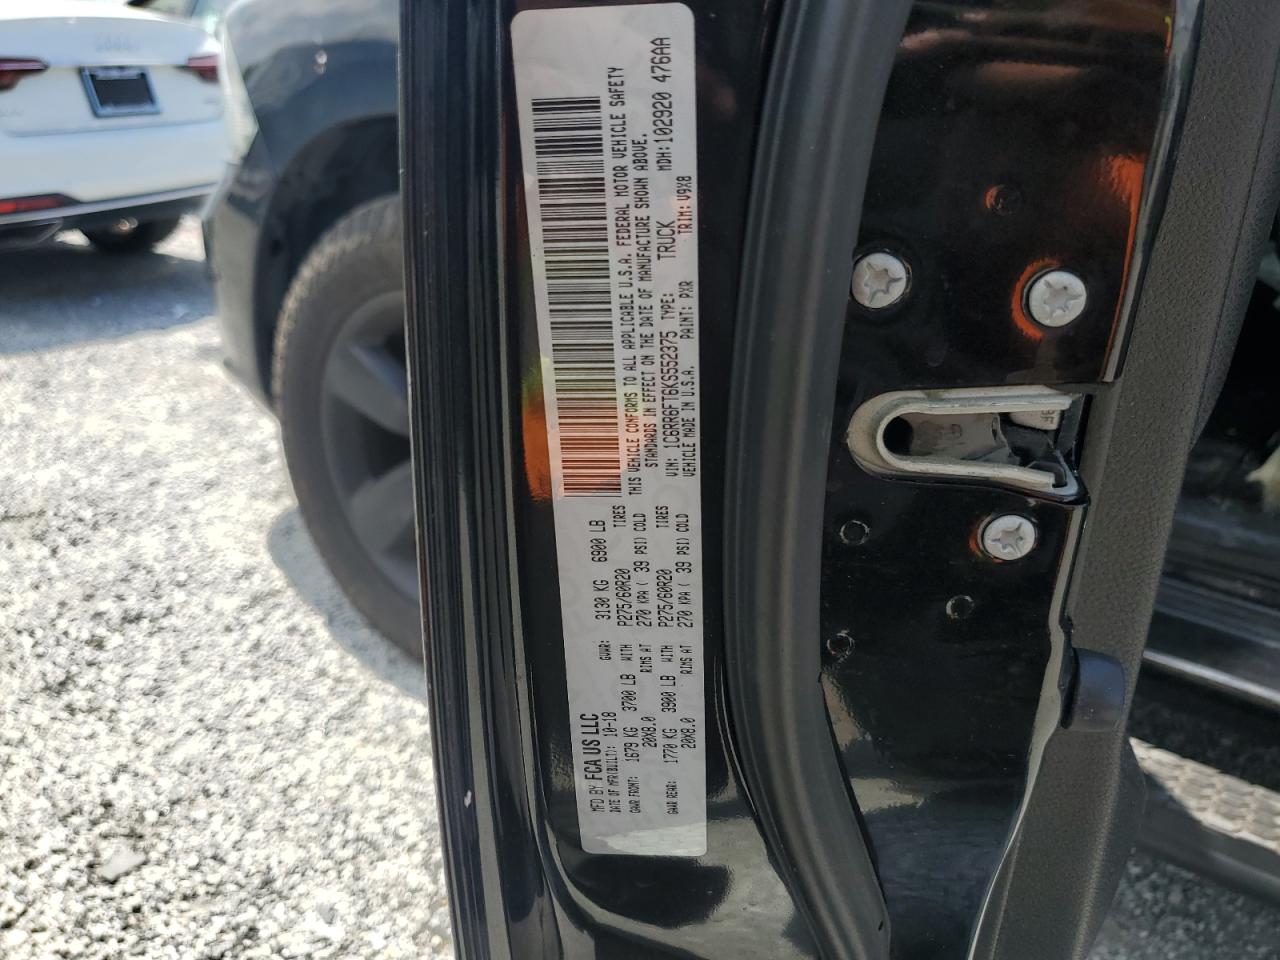 MFD BY FCA US LLC
DATE OF MFR(BUILT): 10-18 GVWR: 3130 KG 6900 LB
GAWR FRONT: 1679 KG 3700 LB WITH P275/60R20 TIRES
20X8.0 RIMS AT 270 KPA ( 39 PSI) COLD
GAWR REAR: 1770 KG 3900 LB WITH P275/60R20 TIRES
20X8.0 RIMS AT 270 KPA ( 39 PSI) COLD
THIS VEHICLE CONFORMS TO ALL APPLICABLE U.S.A. FEDERAL MOTOR VEHICLE SAFETY
STANDARDS IN EFFECT ON THE DATE OF MANUFACTURE SHOWN ABOVE.
VIN: 1C6RR6FT6KS552375 TYPE: TRUCK MDH: 102920 476AA
VEHICLE MADE IN U.S.A. PAINT: PXR TRIM: V9X8